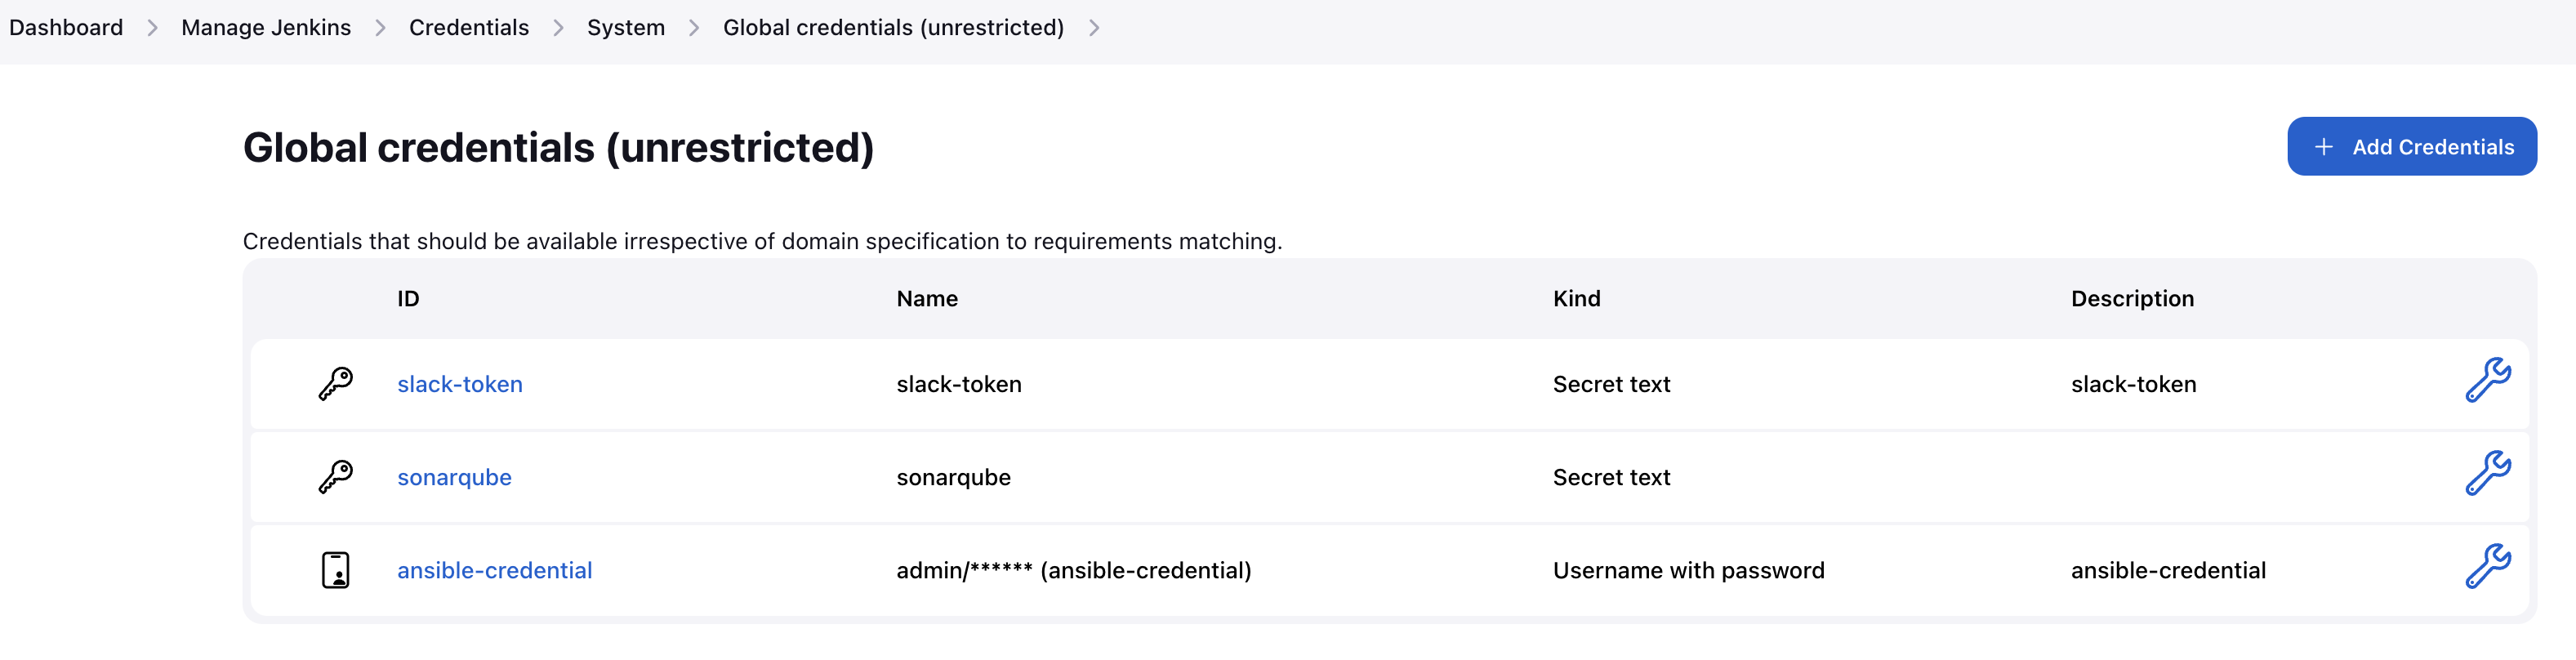 Dashboard > Manage Jenkins > Credentials > System > Global credentials (unrestricted) >
Global credentials (unrestricted)
+ Add Credentials
Credentials that should be available irrespective of domain specification to requirements matching.
ID Name Kind Description
slack-token slack-token Secret text slack-token
sonarqube sonarqube Secret text
ansible-credential admin/****** (ansible-credential) Username with password ansible-credential